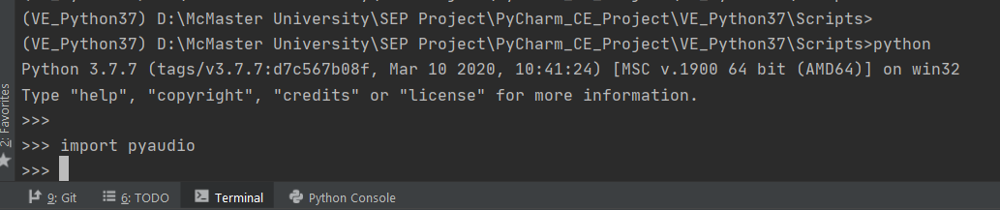 (VE_Python37) D:\McMaster University\SEP Project\PyCharm_CE_Project\VE_Python37\Scripts>
(VE_Python37) D:\McMaster University\SEP Project\PyCharm_CE_Project\VE_Python37\Scripts>python
Python 3.7.7 (tags/v3.7.7:d7c567b08f, Mar 10 2020, 10:41:24) [MSC v.1900 64 bit (AMD64)] on win32
Type "help", "copyright", "credits" or "license" for more information.
>>>
>>> import pyaudio
>>>
2: Favorites
9: Git 6: TODO Terminal Python Console